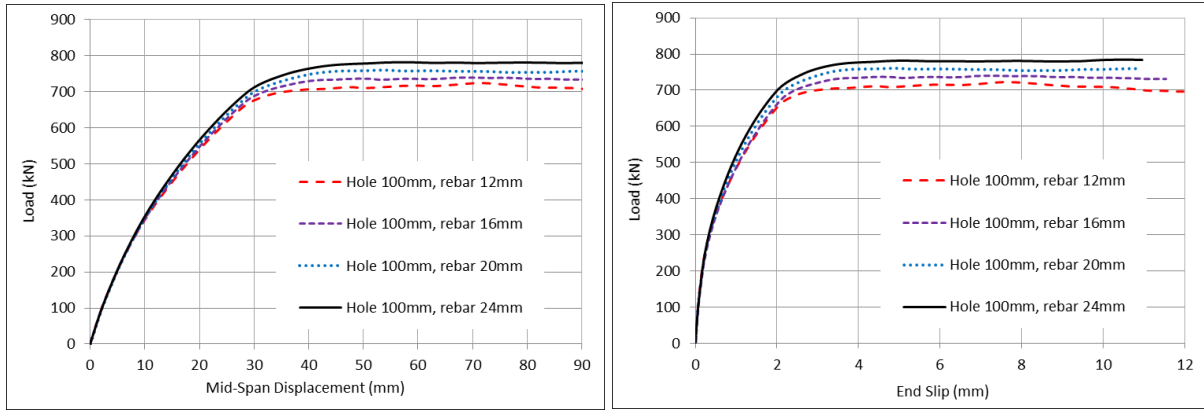 900
800
700
600
500
400
300
200
100
0
Load (kN)
Hole 100mm, rebar 12mm
Hole 100mm, rebar 16mm
Hole 100mm, rebar 20mm
Hole 100mm, rebar 24mm
0 10 20 30 40 50 60 70 80 90
Mid-Span Displacement (mm)
900
800
700
600
500
400
300
200
100
0
Load (kN)
Hole 100mm, rebar 12mm
Hole 100mm, rebar 16mm
Hole 100mm, rebar 20mm
Hole 100mm, rebar 24mm
0 2 4 6 8 10 12
End Slip (mm)